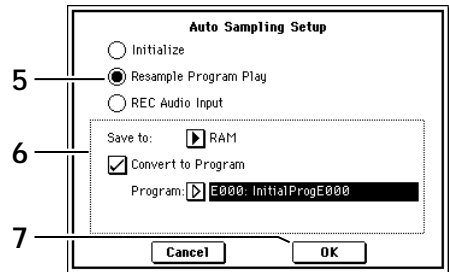 Auto Sampling Setup
Initialize
5 Resample Program Play
REC Audio Input
6 Save to: RAM
Convert to Program
Program: E000: InitialProgE000
7 Cancel OK